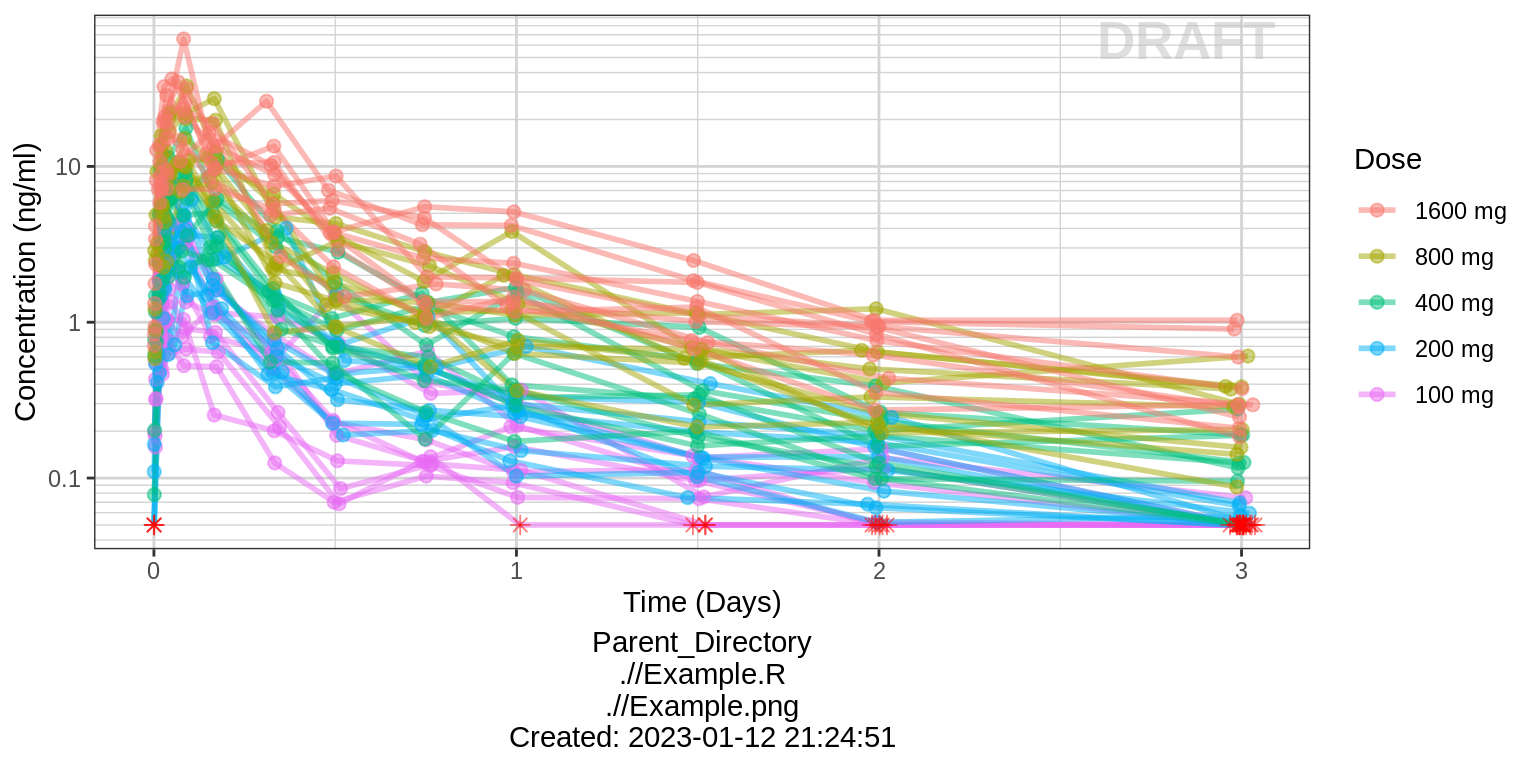 DRAFT
Concentration (ng/ml)
10
1
0.1
0
1
2
3
Time (Days)
Parent_Directory
.//Example.R
.//Example.png
Created: 2023-01-12 21:24:51
Dose
1600 mg
800 mg
400 mg
200 mg
100 mg